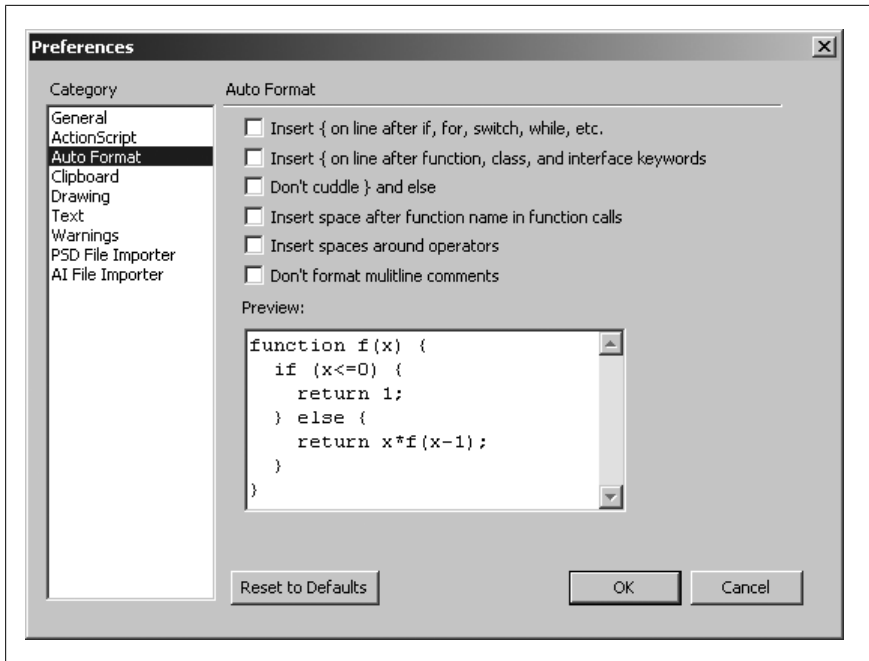 Preferences
Category
General
ActionScript
Auto Format
Clipboard
Drawing
Text
Warnings
PSD File Importer
AI File Importer
Auto Format
Insert { on line after if, for, switch, while, etc.
Insert { on line after function, class, and interface keywords
Don't cuddle } and else
Insert space after function name in function calls
Insert spaces around operators
Don't format mulitline comments
Preview:
function f(x) {
  if (x<=0) {
    return 1;
  } else {
    return x*f(x-1);
  }
}
Reset to Defaults
OK
Cancel